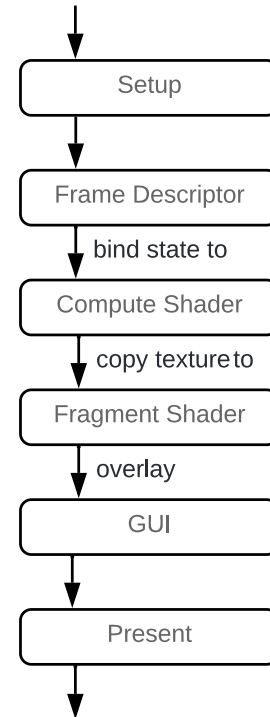 Setup
Frame Descriptor
bind state to
Compute Shader
copy texture to
Fragment Shader
overlay
GUI
Present